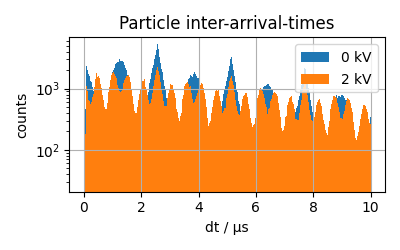 Particle inter-arrival-times
counts
10³
10²
0 kV
2 kV
0 2 4 6 8 10
dt / µs